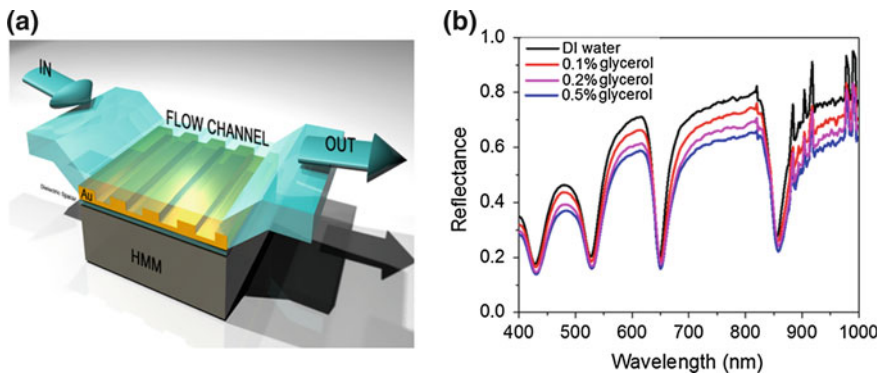 (a)
IN
FLOW CHANNEL
OUT
Dielectric Spacer
Au
HMM
(b)
DI water
0.1% glycerol
0.2% glycerol
0.5% glycerol
Reflectance
1.0
0.8
0.6
0.4
0.2
0.0
400 500 600 700 800 900 1000
Wavelength (nm)